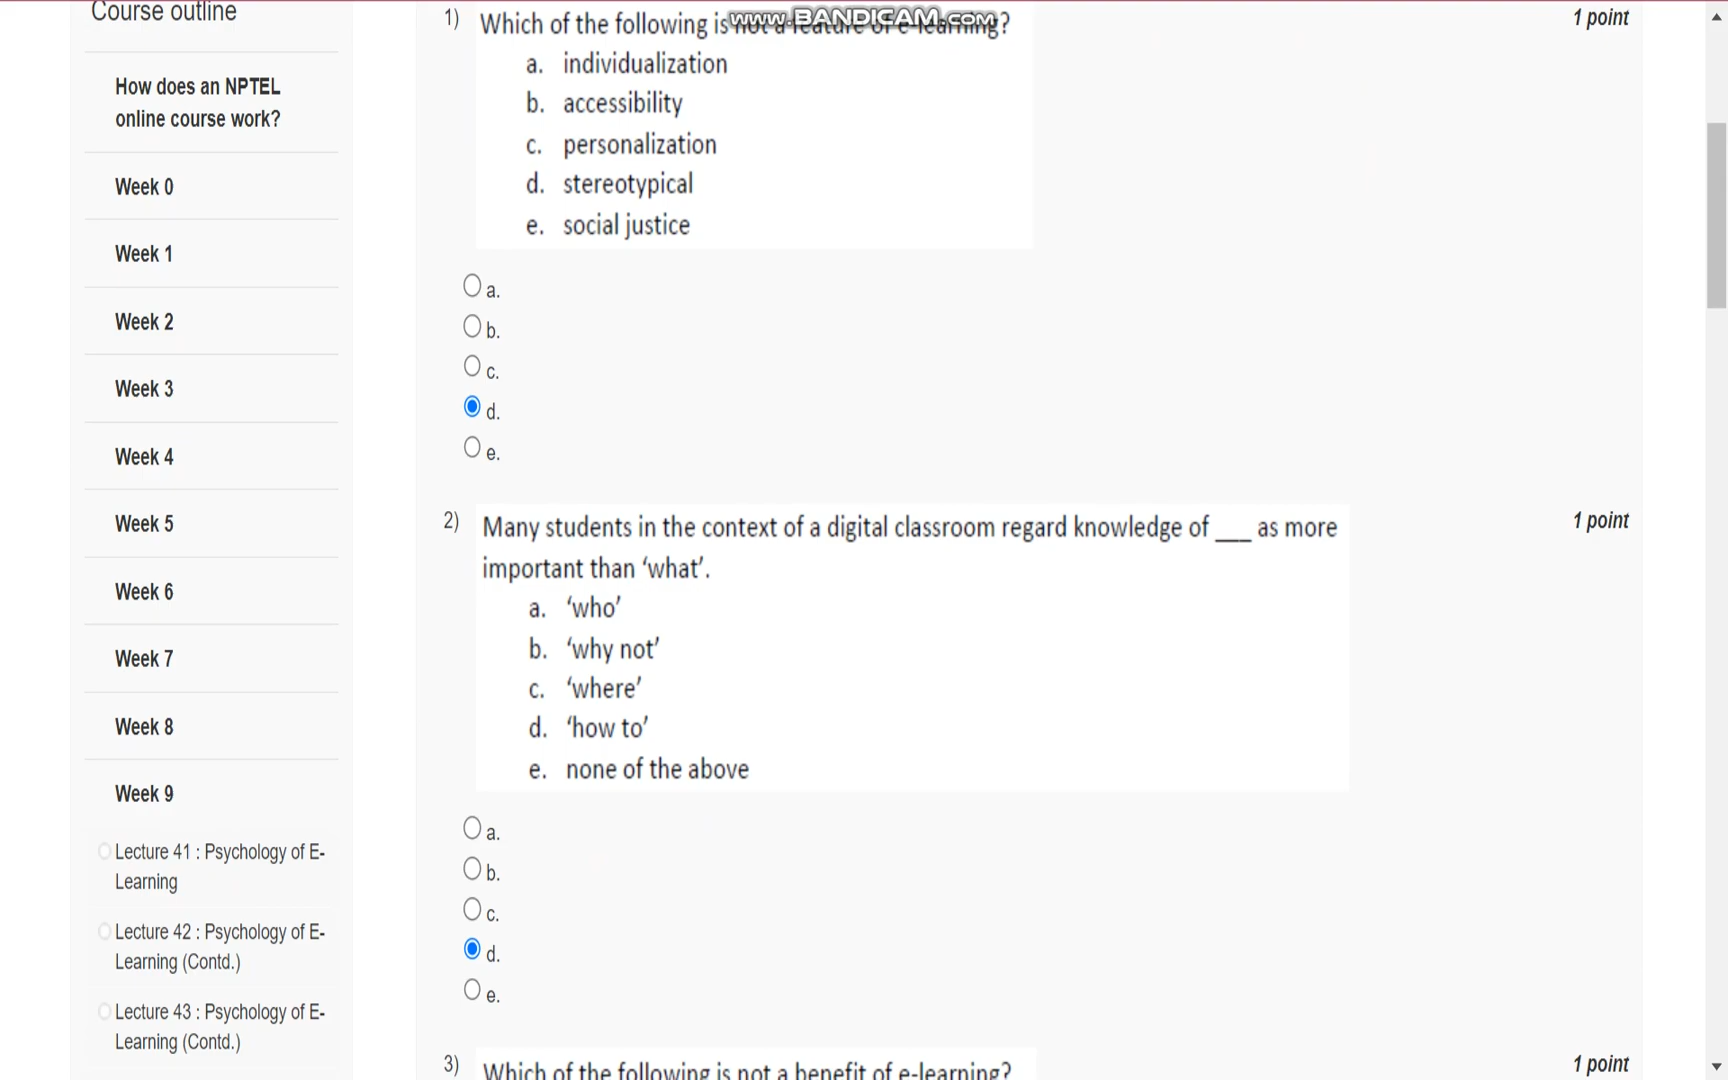 Course outline
How does an NPTEL
online course work?
Week 0
Week 1
Week 2
Week 3
Week 4
Week 5
Week 6
Week 7
Week 8
Week 9
Lecture 41 : Psychology of E-
Learning
Lecture 42 : Psychology of E-
Learning (Contd.)
Lecture 43 : Psychology of E-
Learning (Contd.)
www.BANDICAM.com
1) Which of the following is not a feature of e-learning? 1 point
a. individualization
b. accessibility
c. personalization
d. stereotypical
e. social justice
a.
b.
c.
d.
e.
2) Many students in the context of a digital classroom regard knowledge of ___ as more 1 point
important than ‘what’.
a. ‘who’
b. ‘why not’
c. ‘where’
d. ‘how to’
e. none of the above
a.
b.
c.
d.
e.
3) Which of the following is not a benefit of e-learning? 1 point